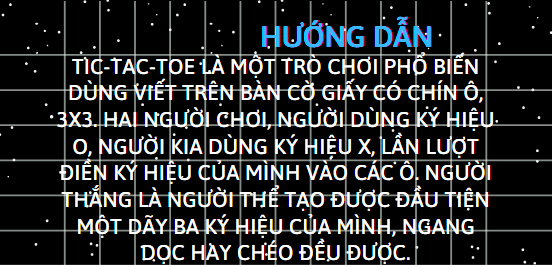 HƯỚNG DẪN
TIC-TAC-TOE LÀ MỘT TRÒ CHƠI PHỔ BIẾN
DÙNG VIẾT TRÊN BÀN CỜ GIẤY CÓ CHÍN Ô,
3X3. HAI NGƯỜI CHƠI, NGƯỜI DÙNG KÝ HIỆU
O, NGƯỜI KIA DÙNG KÝ HIỆU X, LẦN LƯỢT
ĐIỀN KÝ HIỆU CỦA MÌNH VÀO CÁC Ô. NGƯỜI
THẮNG LÀ NGƯỜI THỂ TẠO ĐƯỢC ĐẦU TIÊN
MỘT DÃY BA KÝ HIỆU CỦA MÌNH, NGANG
DỌC HAY CHÉO ĐỀU ĐƯỢC.